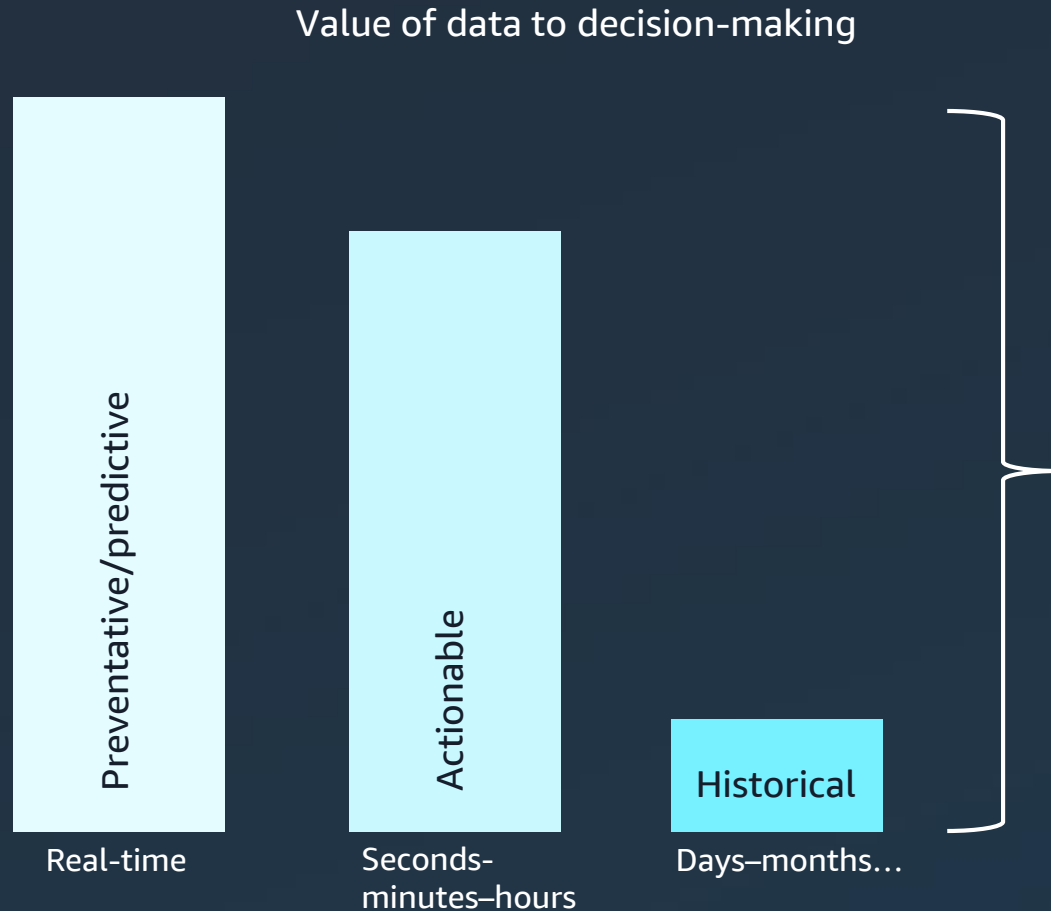 Value of data to decision-making
Preventative/predictive
Actionable
Historical
Real-time
Seconds-
minutes–hours
Days–months…